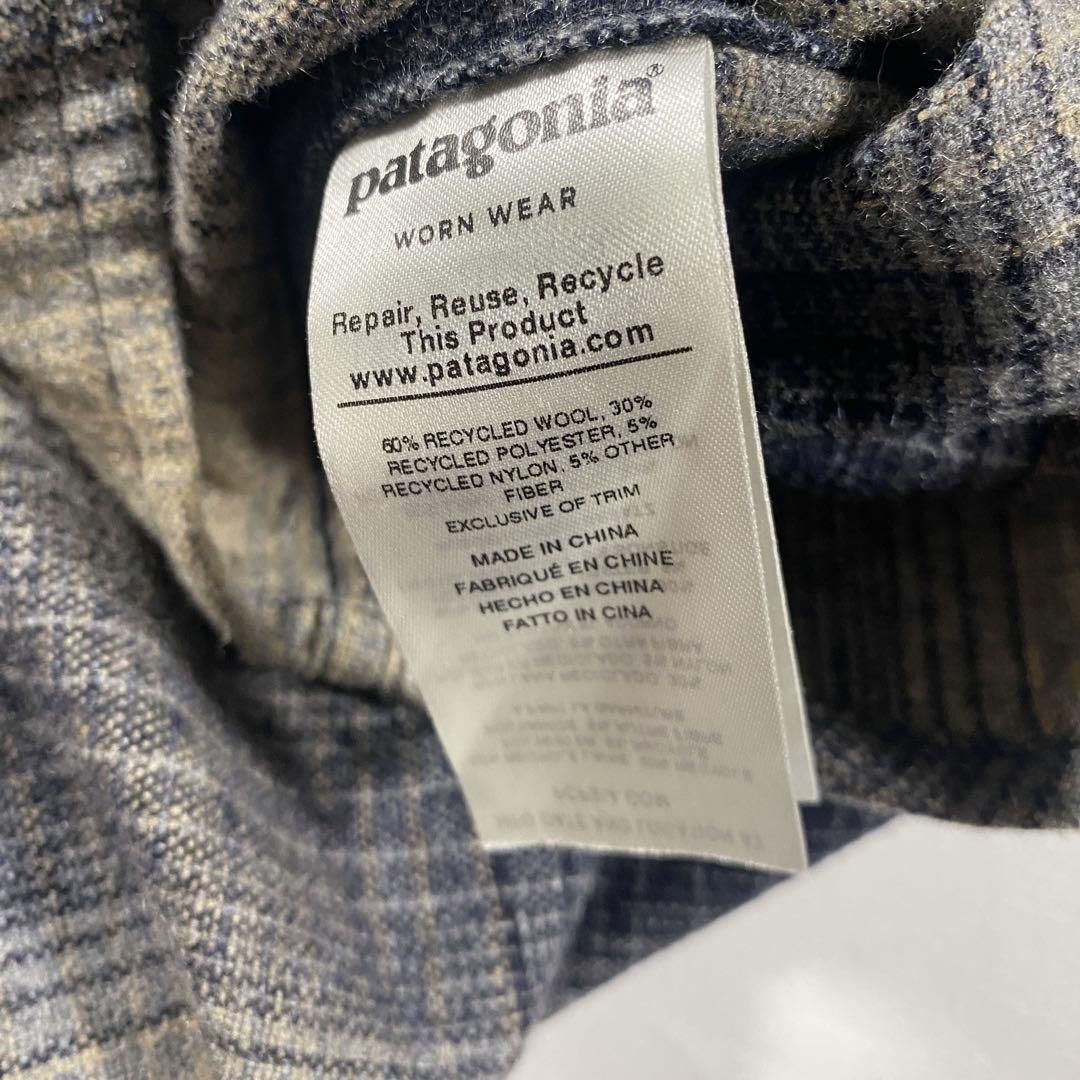 patagonia®
WORN WEAR
Repair, Reuse, Recycle
This Product
www.patagonia.com
60% RECYCLED WOOL, 30%
RECYCLED POLYESTER, 5%
RECYCLED NYLON, 5% OTHER
FIBER
EXCLUSIVE OF TRIM
MADE IN CHINA
FABRIQUÉ EN CHINE
HECHO EN CHINA
FATTO IN CINA